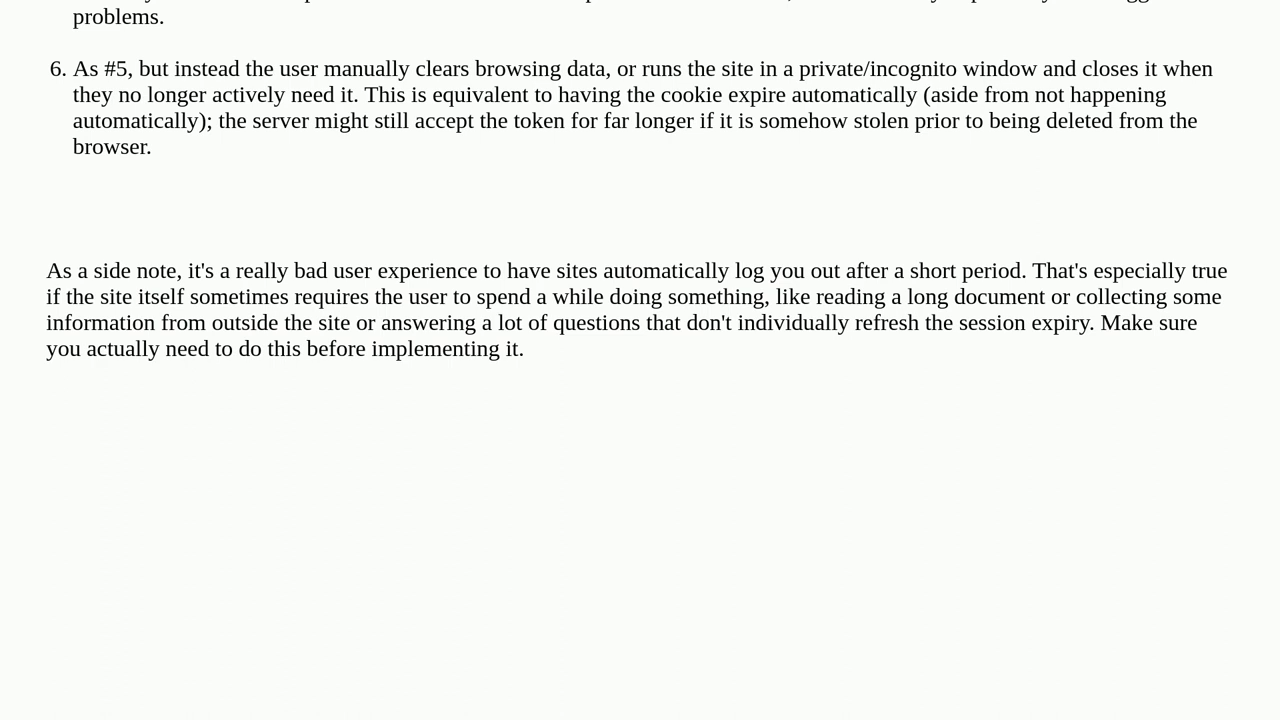 problems.
6. As #5, but instead the user manually clears browsing data, or runs the site in a private/incognito window and closes it when
they no longer actively need it. This is equivalent to having the cookie expire automatically (aside from not happening
automatically); the server might still accept the token for far longer if it is somehow stolen prior to being deleted from the
browser.
As a side note, it's a really bad user experience to have sites automatically log you out after a short period. That's especially true
if the site itself sometimes requires the user to spend a while doing something, like reading a long document or collecting some
information from outside the site or answering a lot of questions that don't individually refresh the session expiry. Make sure
you actually need to do this before implementing it.